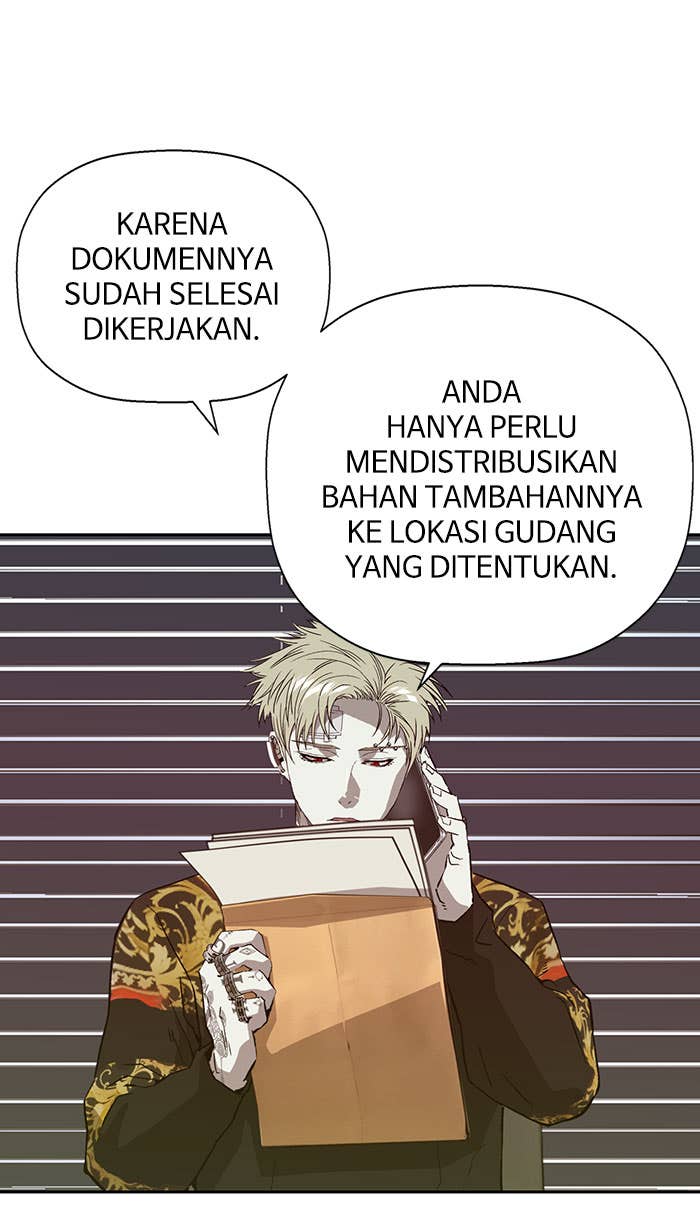 KARENA
DOKUMENNYA
SUDAH SELESAI
DIKERJAKAN.
ANDA
HANYA PERLU
MENDISTRIBUSIKAN
BAHAN TAMBAHANNYA
KE LOKASI GUDANG
YANG DITENTUKAN.